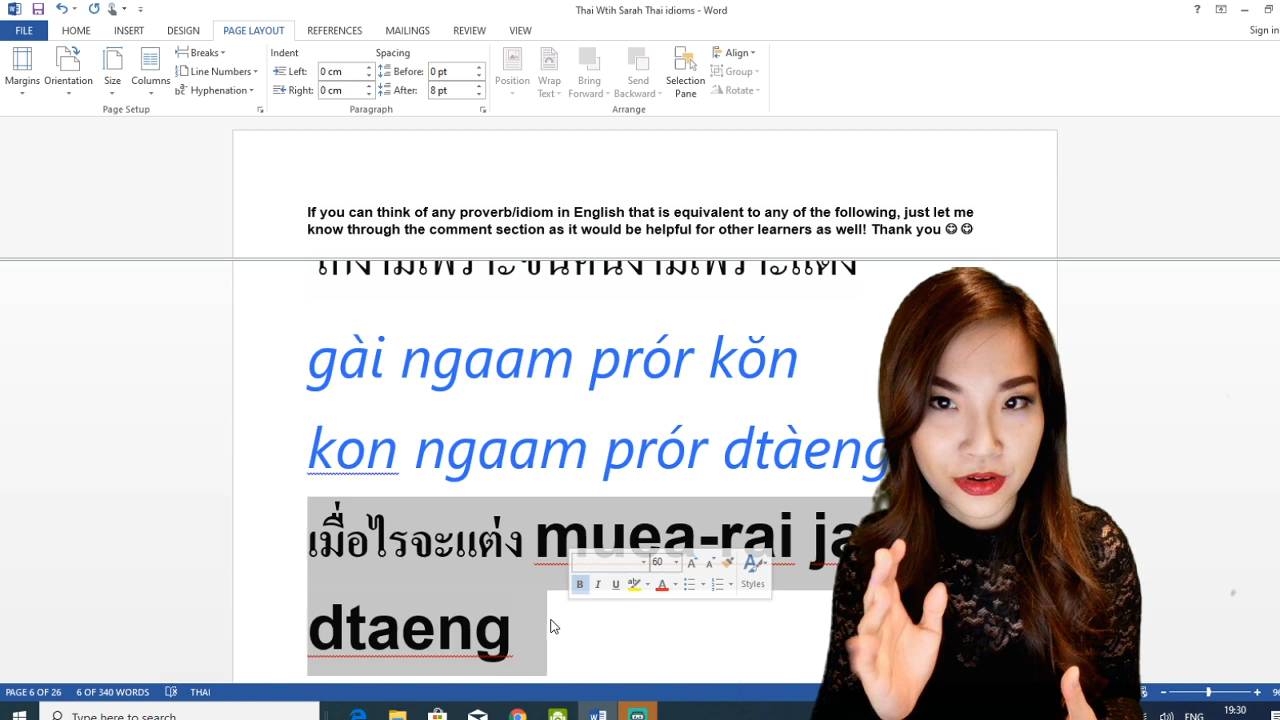 Thai Wtih Sarah Thai idioms - Word
FILE HOME INSERT DESIGN PAGE LAYOUT REFERENCES MAILINGS REVIEW VIEW Sign in
Margins Orientation Size Columns
Breaks
Line Numbers
Hyphenation
Page Setup
Indent Spacing
Left: 0 cm Before: 0 pt
Right: 0 cm After: 8 pt
Paragraph
Position Wrap Text Bring Forward Send Backward Selection Pane
Align
Group
Rotate
Arrange
If you can think of any proverb/idiom in English that is equivalent to any of the following, just let me
know through the comment section as it would be helpful for other learners as well! Thank you 😊 😊
gài ngaam prór kŏn
kon ngaam prór dtàeng
เมื่อไรจะแต่ง muea-rai ja
60
B I U Styles
dtaeng
PAGE 6 OF 26 6 OF 340 WORDS THAI
Type here to search
ENG 19:30